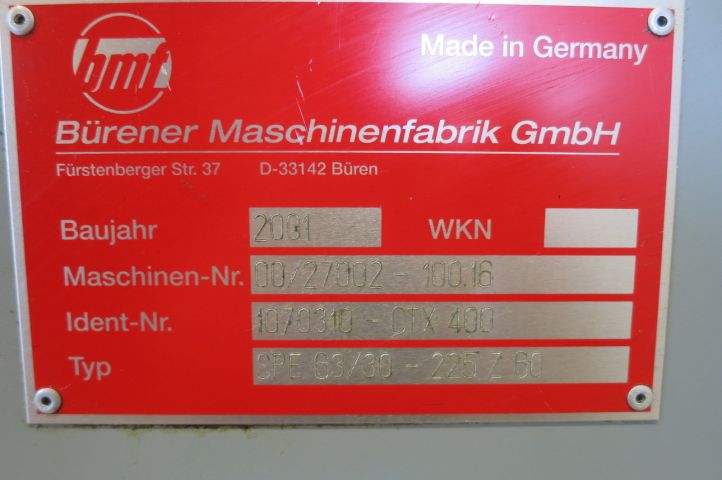 bmf
Made in Germany
Bürener Maschinenfabrik GmbH
Fürstenberger Str. 37 D-33142 Büren
Baujahr 2001 WKN
Maschinen-Nr. 00/27002 - 100.16
Ident-Nr. 1070310 - CTX 400
Typ SPE 63/30 - 225 Z 60